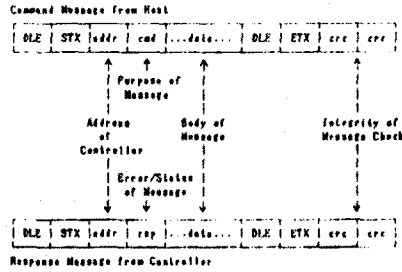 Command Message from Host
DLE STX addr cmd ...data... DLE ETX crc crc
Purpose of
Message
Address
of
Controller
Body of
Message
Integrity of
Message Check
Error/Status
of Message
DLE STX addr rsp ...data... DLE ETX crc crc
Response Message from Controller